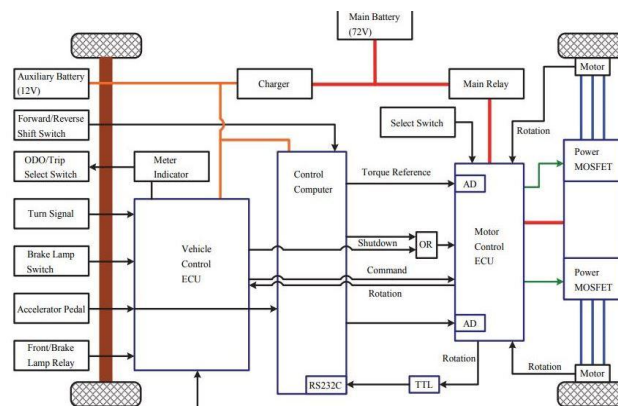 Main Battery
(72V)
Auxiliary Battery
(12V)
Charger
Main Relay
Motor
Forward/Reverse
Shift Switch
Select Switch
Rotation
ODO/Trip
Select Switch
Meter
Indicator
Control
Computer
Torque Reference
AD
Power
MOSFET
Turn Signal
Vehicle
Control
ECU
Shutdown
OR
Motor
Control
ECU
Brake Lamp
Switch
Command
Rotation
Power
MOSFET
Accelerator Pedal
AD
Front/Brake
Lamp Relay
Rotation
Rotation
Motor
RS232C
TTL